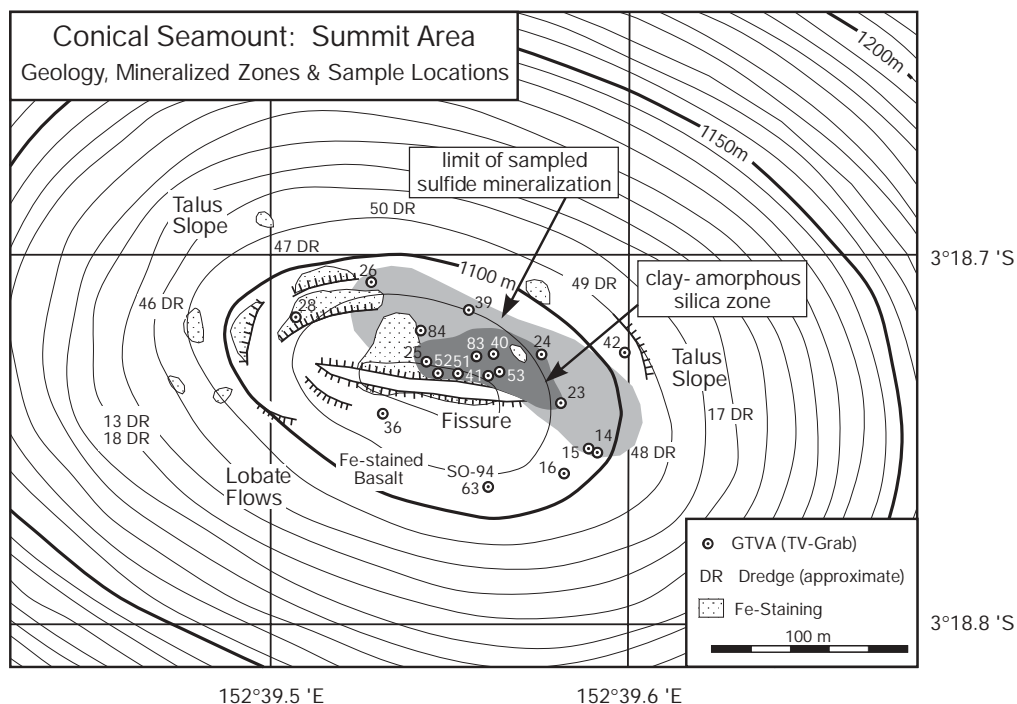 Conical Seamount: Summit Area
Geology, Mineralized Zones & Sample Locations
1200m
1150m
limit of sampled
sulfide mineralization
Talus
Slope
50 DR
47 DR
1100 m
3°18.7 'S
26
49 DR
clay- amorphous
silica zone
46 DR
28
39
84
83
40
24
42
25
52
51
41
53
Talus
Slope
23
13 DR
18 DR
36
Fissure
17 DR
14
15
48 DR
Fe-stained
Basalt
SO-94
63
16
Lobate
Flows
GTVA (TV-Grab)
DR Dredge (approximate)
Fe-Staining
100 m
3°18.8 'S
152°39.5 'E
152°39.6 'E